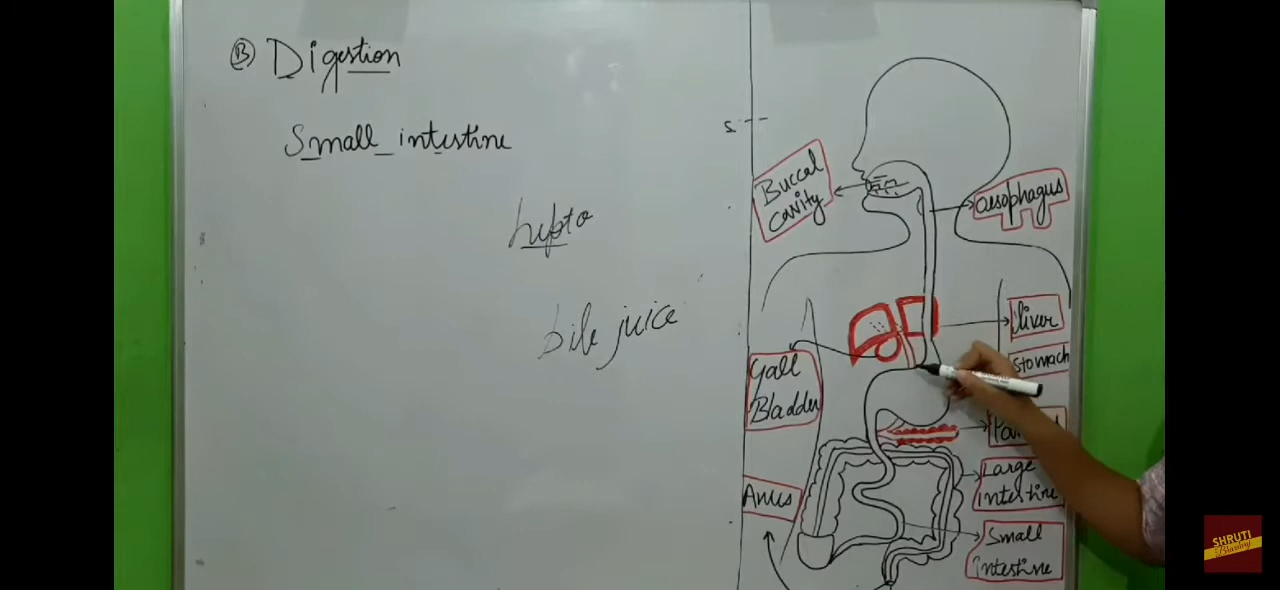 B Digestion
Small intestine
hepto
bile juice
s
Buccal
cavity
oesophagus
liver
stomach
Gall
Bladder
Large
intestine
Anus
Small
intestine
SHRUTI